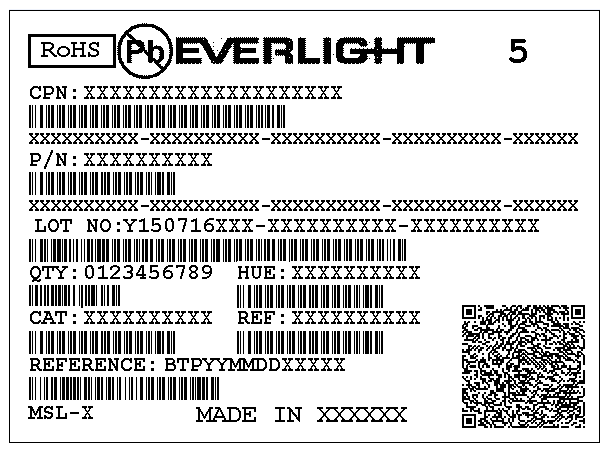 RoHS Pb EVERLIGHT 5
CPN: XXXXXXXXXXXXXXXXXXXX
XXXXXXXXXX-XXXXXXXXXX-XXXXXXXXXX-XXXXXXXXXX-XXXXXX
P/N: XXXXXXXXXX
XXXXXXXXXX-XXXXXXXXXX-XXXXXXXXXX-XXXXXXXXXX-XXXXXX
LOT NO:Y150716XXX-XXXXXXXXXX-XXXXXXXXXX
QTY: 0123456789 HUE: XXXXXXXXXX
CAT: XXXXXXXXXX REF: XXXXXXXXXX
REFERENCE: BTPYYMMDDXXXXX
MSL-X MADE IN XXXXXX